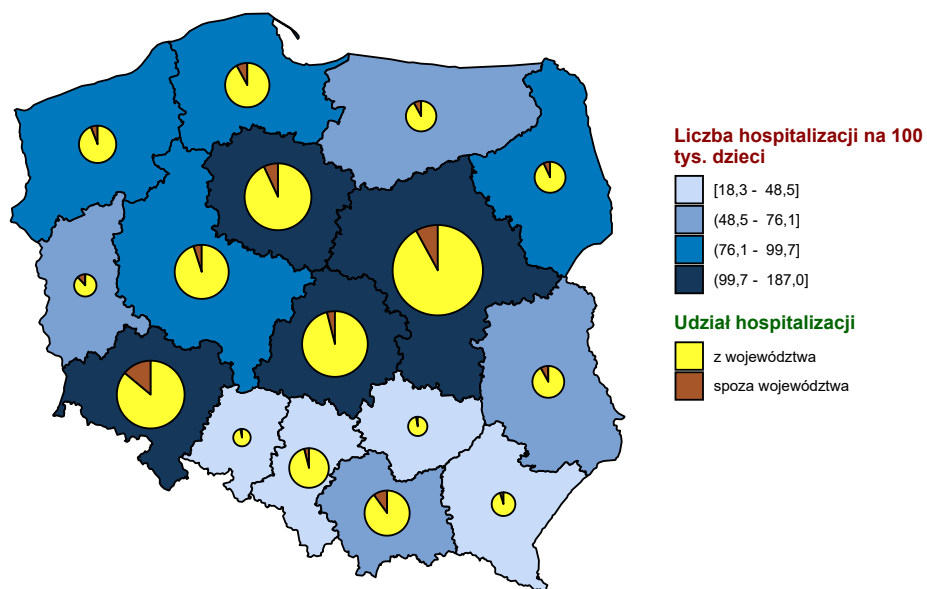 Liczba hospitalizacji na 100
tys. dzieci
[18,3 - 48,5]
(48,5 - 76,1]
(76,1 - 99,7]
(99,7 - 187,0]
Udział hospitalizacji
z województwa
spoza województwa